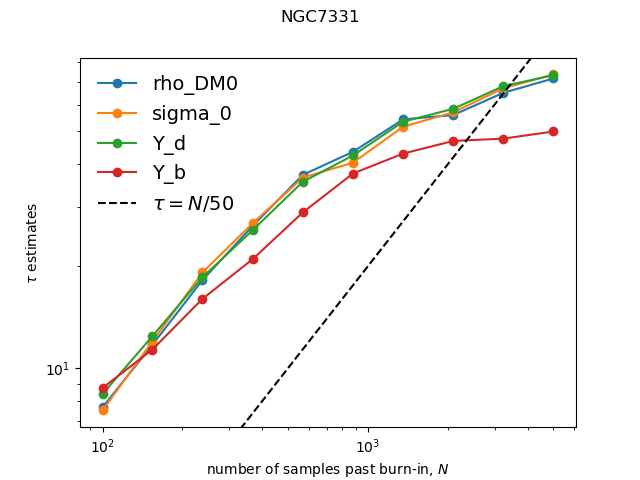 NGC7331
rho_DM0
sigma_0
Y_d
Y_b
τ = N/50
τ estimates
10¹
10² 10³
number of samples past burn-in, N